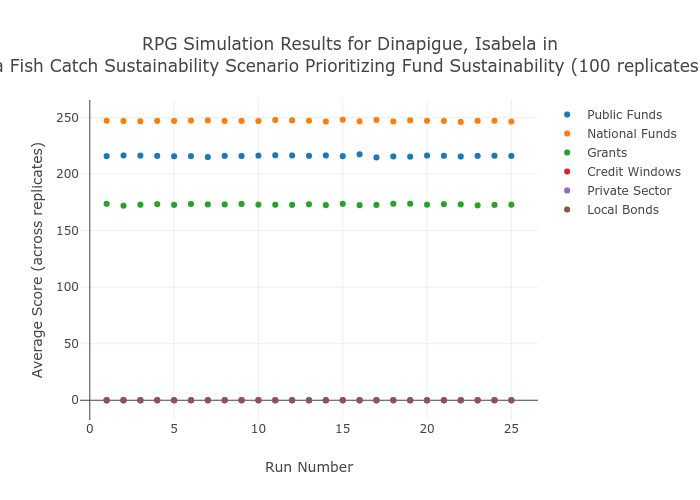 RPG Simulation Results for Dinapigue, Isabela in
a Fish Catch Sustainability Scenario Prioritizing Fund Sustainability (100 replicates
Average Score (across replicates)
250
200
150
100
50
0
0 5 10 15 20 25
Run Number
Public Funds
National Funds
Grants
Credit Windows
Private Sector
Local Bonds